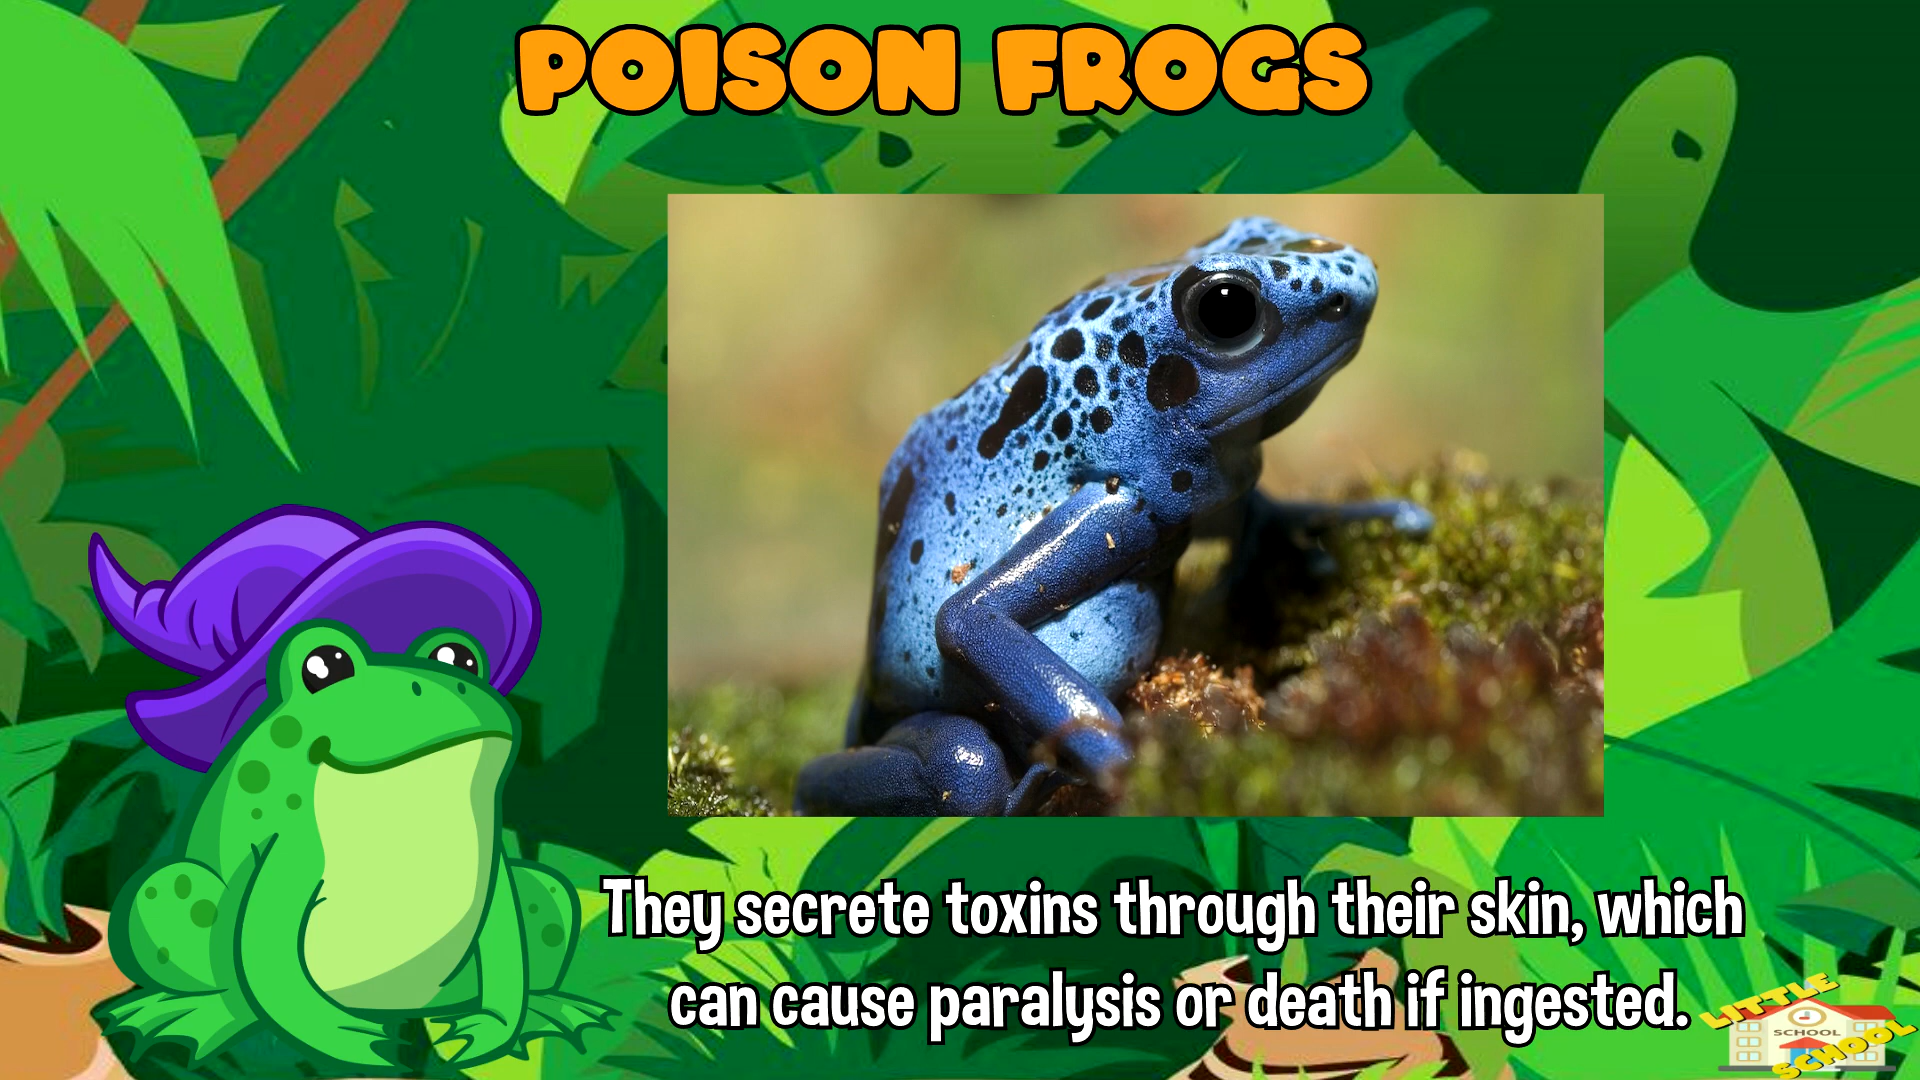 POISON FROGS
They secrete toxins through their skin, which
can cause paralysis or death if ingested.
LITTLE
SCHOOL
SCHOOL